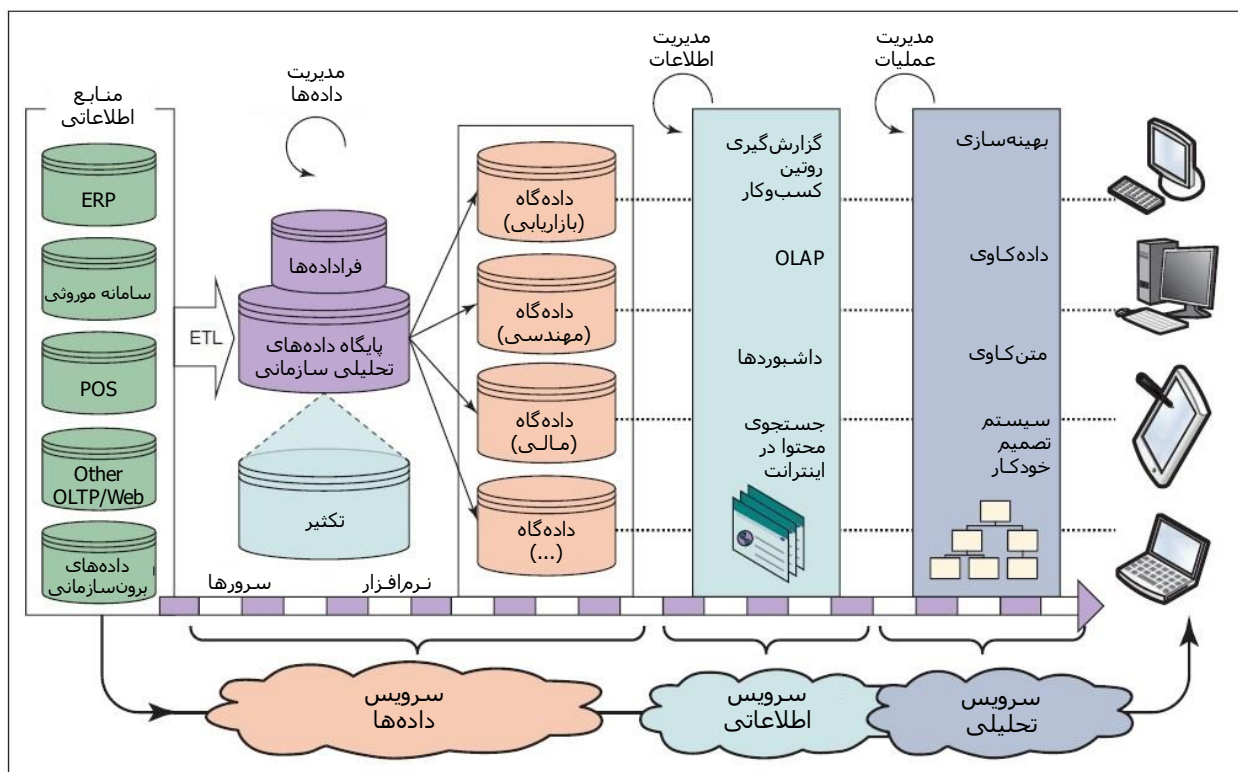 منابع
اطلاعاتی
ERP
سامانه موروثی
POS
Other
OLTP/Web
داده‌های
برون‌سازمانی
ETL
مدیریت
داده‌ها
فراداده‌ها
پایگاه داده‌های
تحلیلی سازمانی
تکثیر
سرورها
نرم‌افزار
داده‌گاه
(بازاریابی)
داده‌گاه
(مهندسی)
داده‌گاه
(مالی)
داده‌گاه
(...)
مدیریت
اطلاعات
گزارش‌گیری
روتین
کسب‌وکار
OLAP
داشبوردها
جستجوی
محتوا در
اینترانت
مدیریت
عملیات
بهینه‌سازی
داده‌کاوی
متن‌کاوی
سیستم
تصمیم
خودکار
سرویس
داده‌ها
سرویس
اطلاعاتی
سرویس
تحلیلی